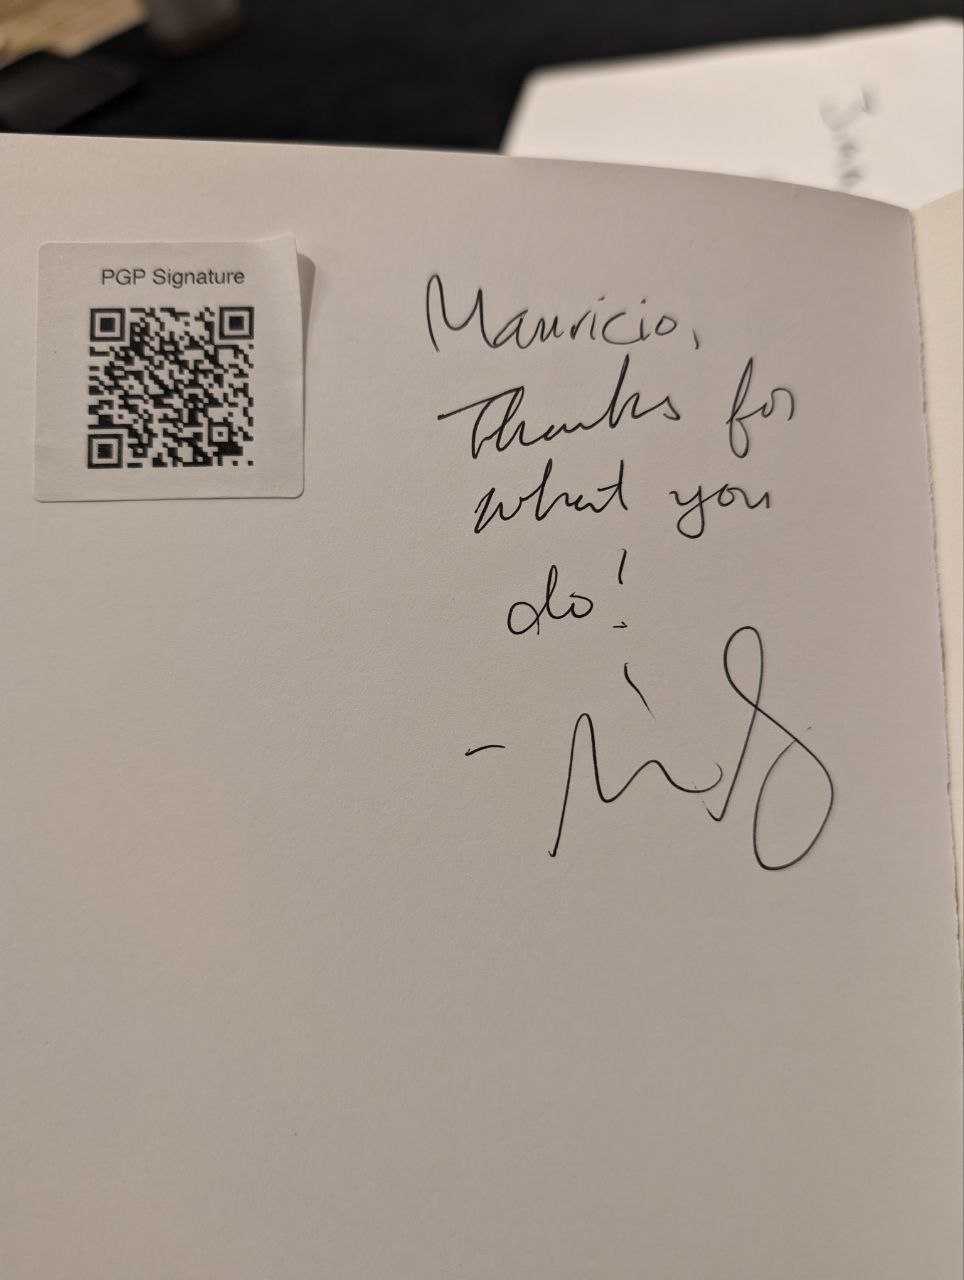 PGP Signature
Mauricio,
Thanks for
what you
do!